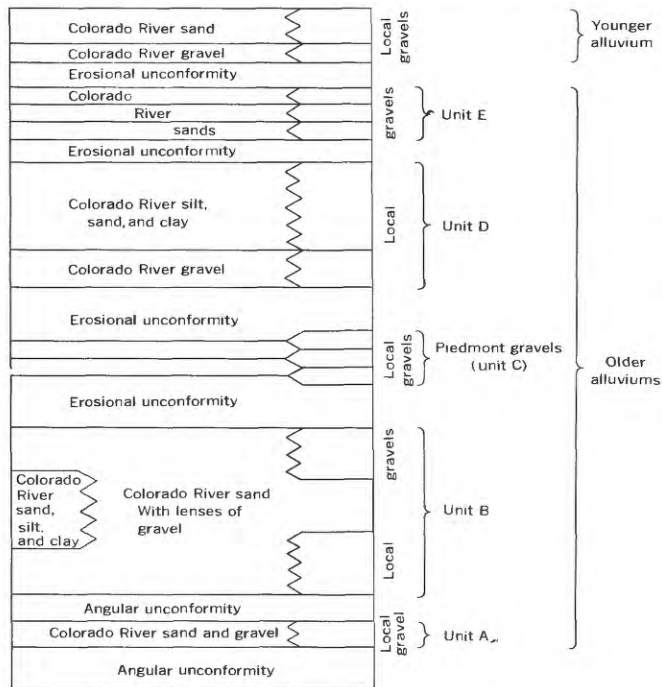 Colorado River sand
Colorado River gravel
Local
gravels
Younger
alluvium
Erosional unconformity
Colorado
River
sands
gravels
Unit E
Erosional unconformity
Colorado River silt,
sand, and clay
Local
Unit D
Colorado River gravel
Erosional unconformity
Local
gravels
Piedmont gravels
(unit C)
Older
alluviums
Erosional unconformity
Colorado
River
sand,
silt,
and clay
Colorado River sand
With lenses of
gravel
gravels
Local
Unit B
Angular unconformity
Colorado River sand and gravel
Local
gravel
Unit A
Angular unconformity